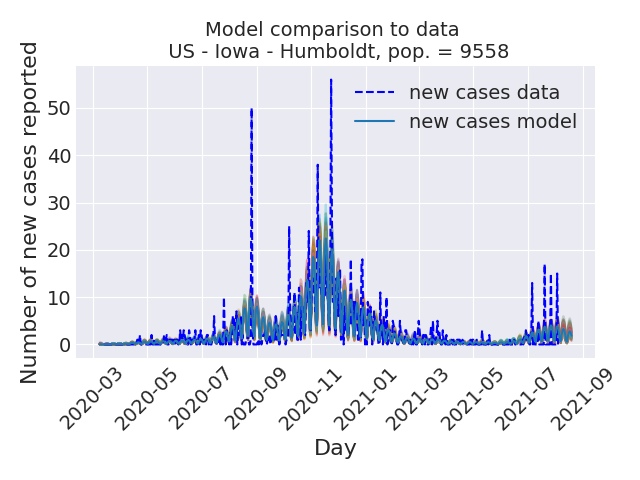 Model comparison to data
US - Iowa - Humboldt, pop. = 9558
Number of new cases reported
50
40
30
20
10
0
new cases data
new cases model
2020-03
2020-05
2020-07
2020-09
2020-11
2021-01
2021-03
2021-05
2021-07
2021-09
Day